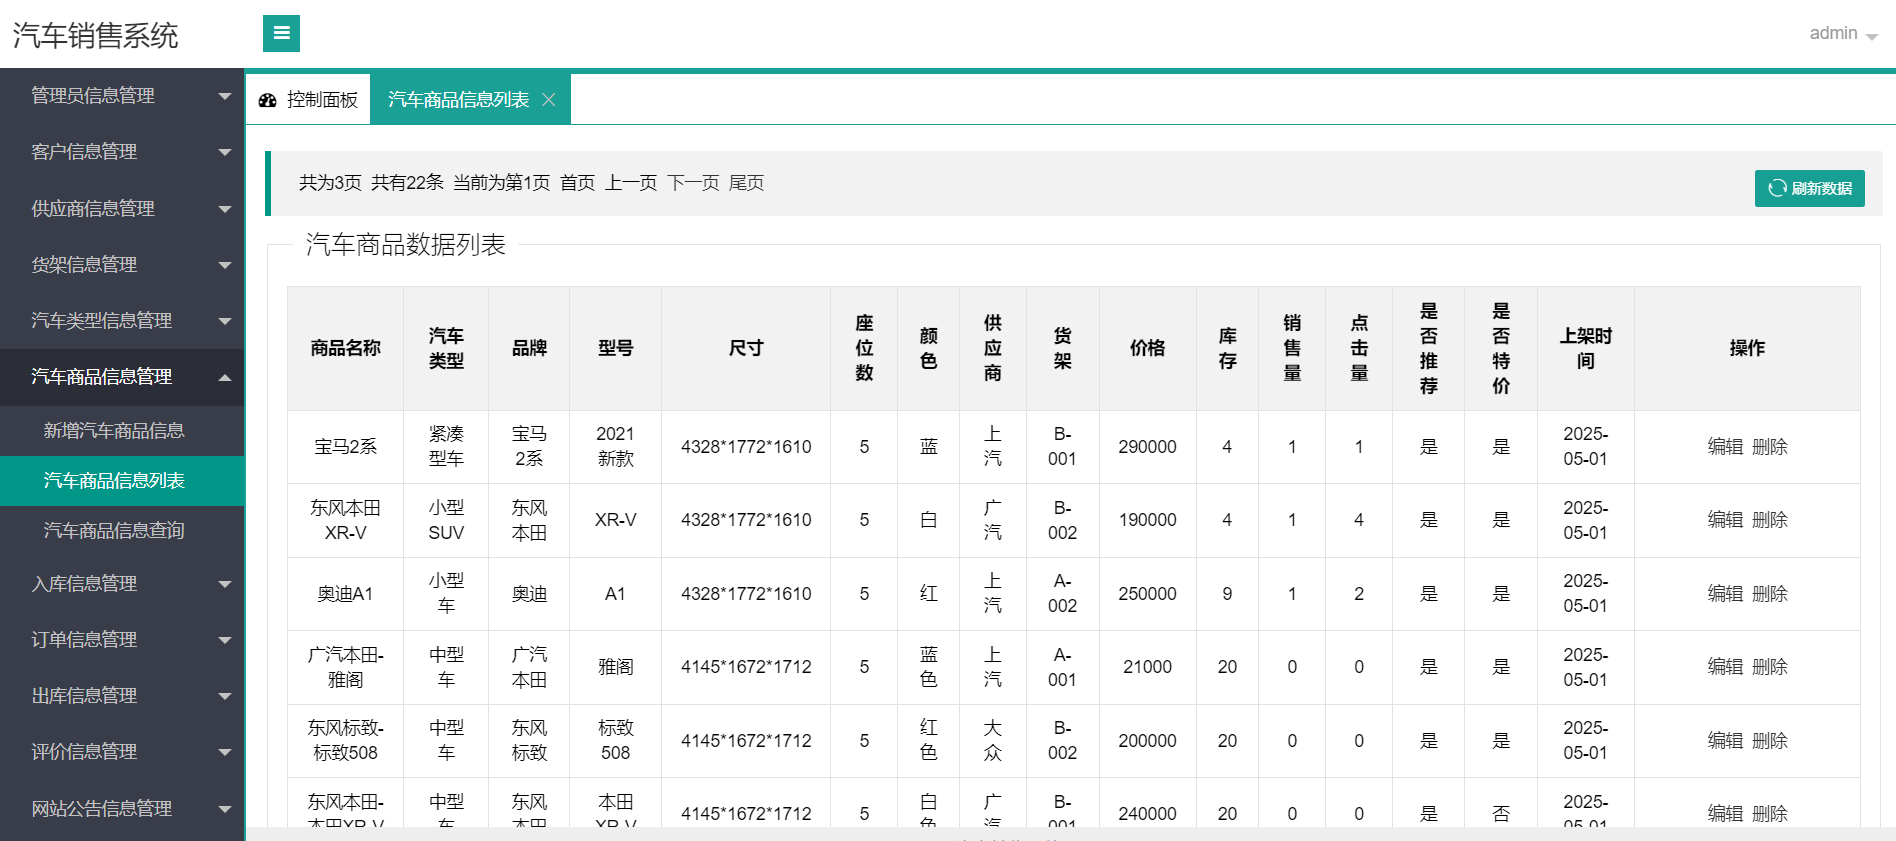 汽车销售系统
admin
管理员信息管理
客户信息管理
供应商信息管理
货架信息管理
汽车类型信息管理
汽车商品信息管理
新增汽车商品信息
汽车商品信息列表
汽车商品信息查询
入库信息管理
订单信息管理
出库信息管理
评价信息管理
网站公告信息管理
控制面板 汽车商品信息列表
共为3页 共有22条 当前为第1页 首页 上一页 下一页 尾页
刷新数据
汽车商品数据列表
商品名称 汽车类型 品牌 型号 尺寸 座位数 颜色 供应商 货架 价格 库存 销售量 点击量 是否推荐 是否特价 上架时间 操作
宝马2系 紧凑型车 宝马2系 2021新款 4328*1772*1610 5 蓝 上汽 B-001 290000 4 1 1 是 是 2025-05-01 编辑 删除
东风本田XR-V 小型SUV 东风本田 XR-V 4328*1772*1610 5 白 广汽 B-002 190000 4 1 4 是 是 2025-05-01 编辑 删除
奥迪A1 小型车 奥迪 A1 4328*1772*1610 5 红 上汽 A-002 250000 9 1 2 是 是 2025-05-01 编辑 删除
广汽本田-雅阁 中型车 广汽本田 雅阁 4145*1672*1712 5 蓝色 上汽 A-001 21000 20 0 0 是 是 2025-05-01 编辑 删除
东风标致-标致508 中型车 东风标致 标致508 4145*1672*1712 5 红色 大众 B-002 200000 20 0 0 是 是 2025-05-01 编辑 删除
东风本田-本田XR-V 中型车 东风本田 本田XR-V 4145*1672*1712 5 白色 广汽 B-001 240000 20 0 0 是 否 2025-05-01 编辑 删除